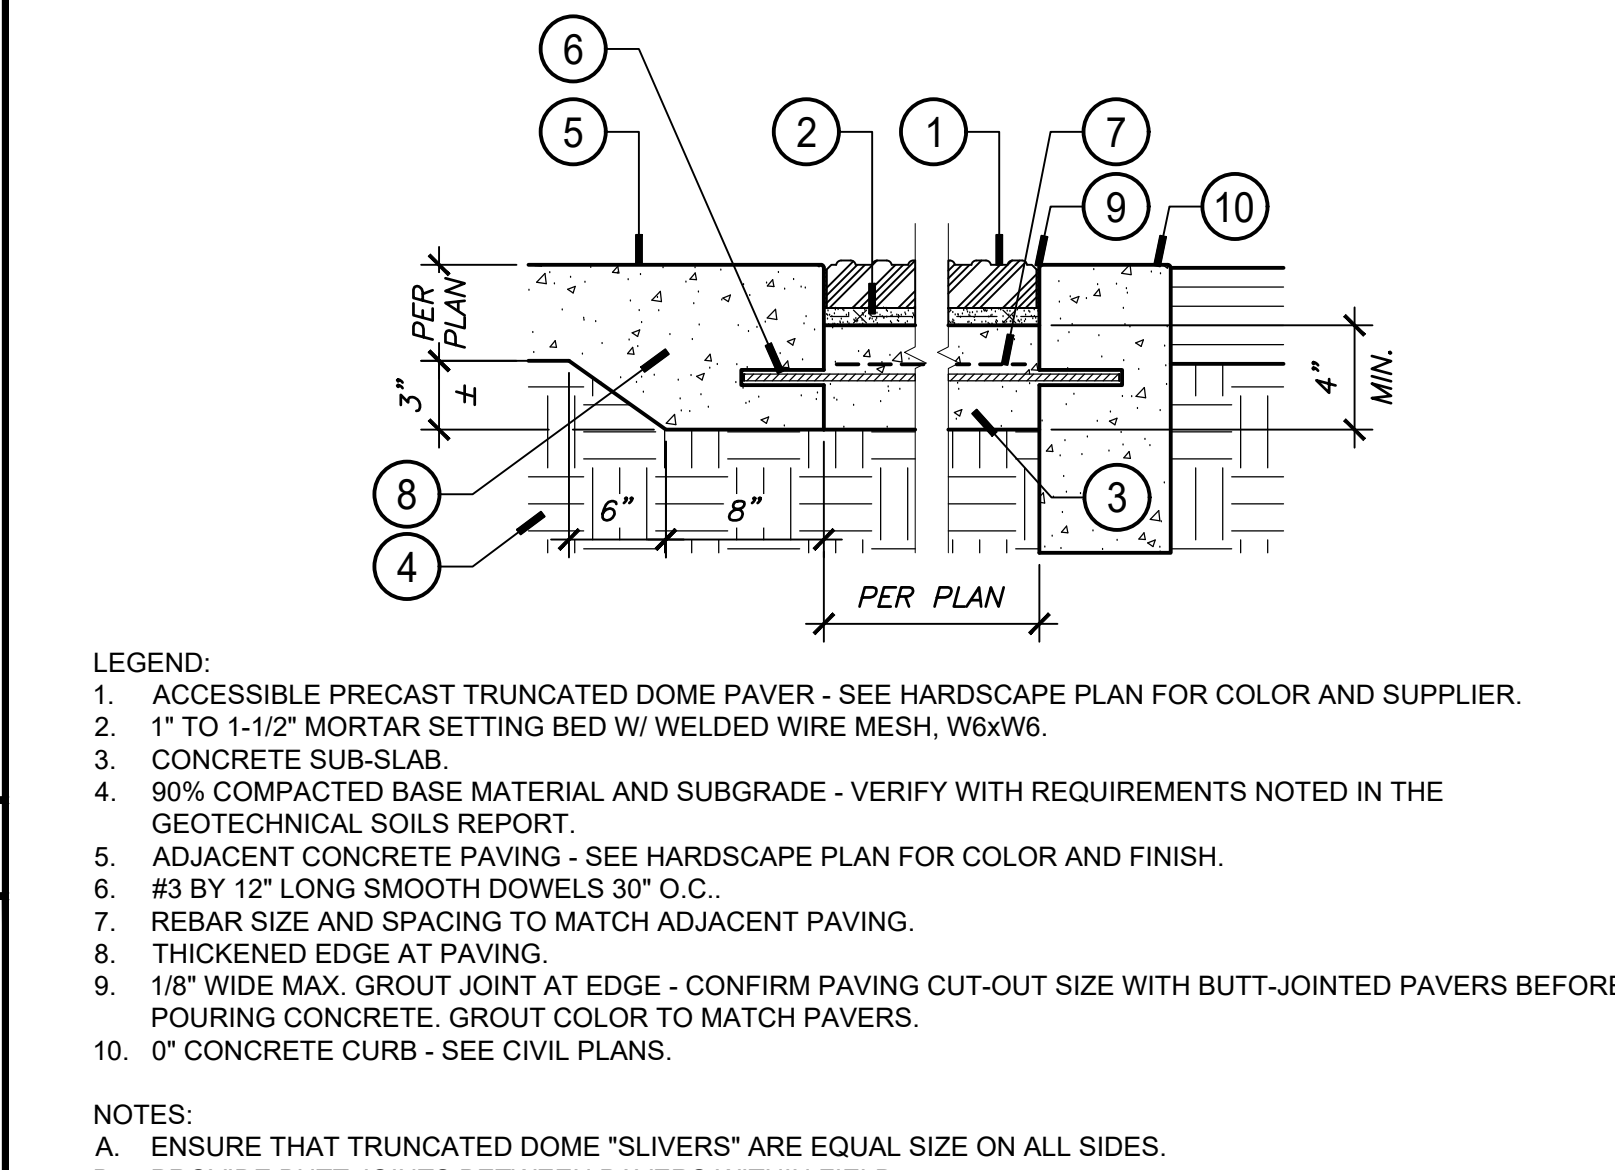 6
5
2
1
7
9
10
PER
PLAN
3"
±
4"
MIN.
8
6"
8"
3
4
PER PLAN
LEGEND:
1. ACCESSIBLE PRECAST TRUNCATED DOME PAVER - SEE HARDSCAPE PLAN FOR COLOR AND SUPPLIER.
2. 1" TO 1-1/2" MORTAR SETTING BED W/ WELDED WIRE MESH, W6xW6.
3. CONCRETE SUB-SLAB.
4. 90% COMPACTED BASE MATERIAL AND SUBGRADE - VERIFY WITH REQUIREMENTS NOTED IN THE
GEOTECHNICAL SOILS REPORT.
5. ADJACENT CONCRETE PAVING - SEE HARDSCAPE PLAN FOR COLOR AND FINISH.
6. #3 BY 12" LONG SMOOTH DOWELS 30" O.C..
7. REBAR SIZE AND SPACING TO MATCH ADJACENT PAVING.
8. THICKENED EDGE AT PAVING.
9. 1/8" WIDE MAX. GROUT JOINT AT EDGE - CONFIRM PAVING CUT-OUT SIZE WITH BUTT-JOINTED PAVERS BEFORE
POURING CONCRETE. GROUT COLOR TO MATCH PAVERS.
10. 0" CONCRETE CURB - SEE CIVIL PLANS.
NOTES:
A. ENSURE THAT TRUNCATED DOME "SLIVERS" ARE EQUAL SIZE ON ALL SIDES.